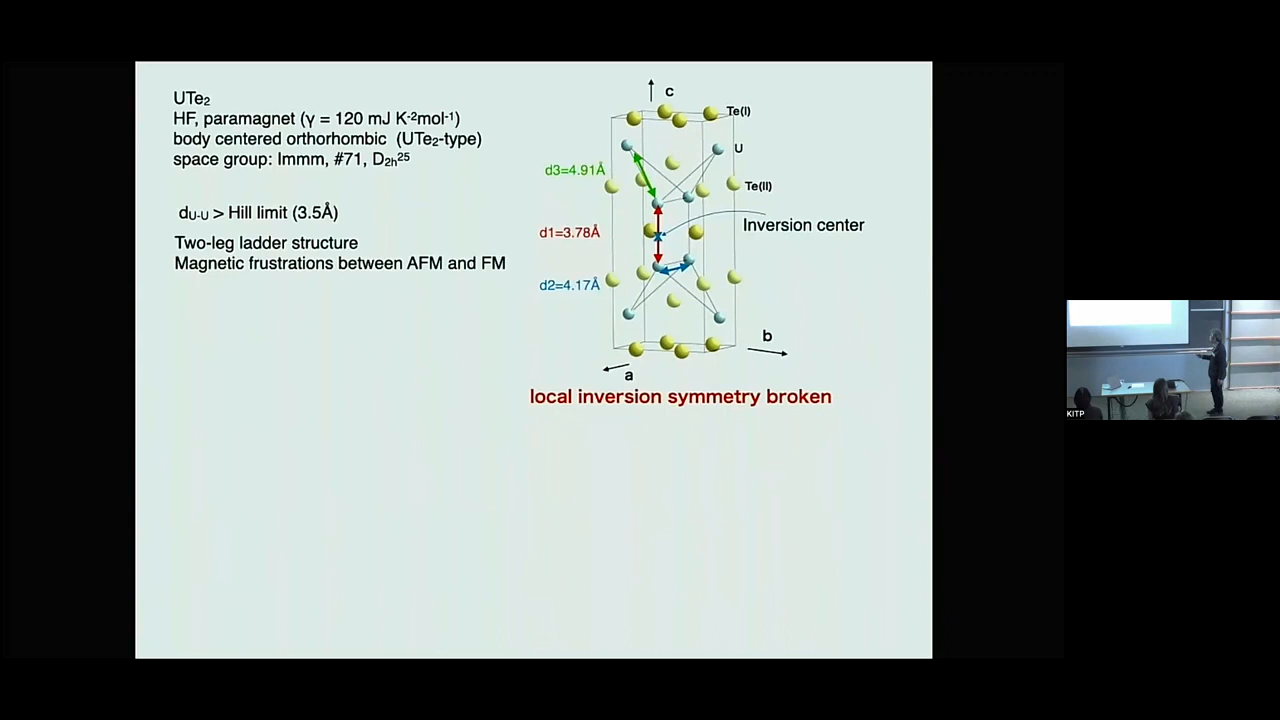 UTe₂
HF, paramagnet (γ = 120 mJ K⁻²mol⁻¹)
body centered orthorhombic (UTe₂-type)
space group: Immm, #71, D₂ₕ²⁵
d_U-U > Hill limit (3.5Å)
Two-leg ladder structure
Magnetic frustrations between AFM and FM
c
Te(I)
U
d3=4.91Å
Te(II)
Inversion center
d1=3.78Å
d2=4.17Å
b
a
local inversion symmetry broken
KITP